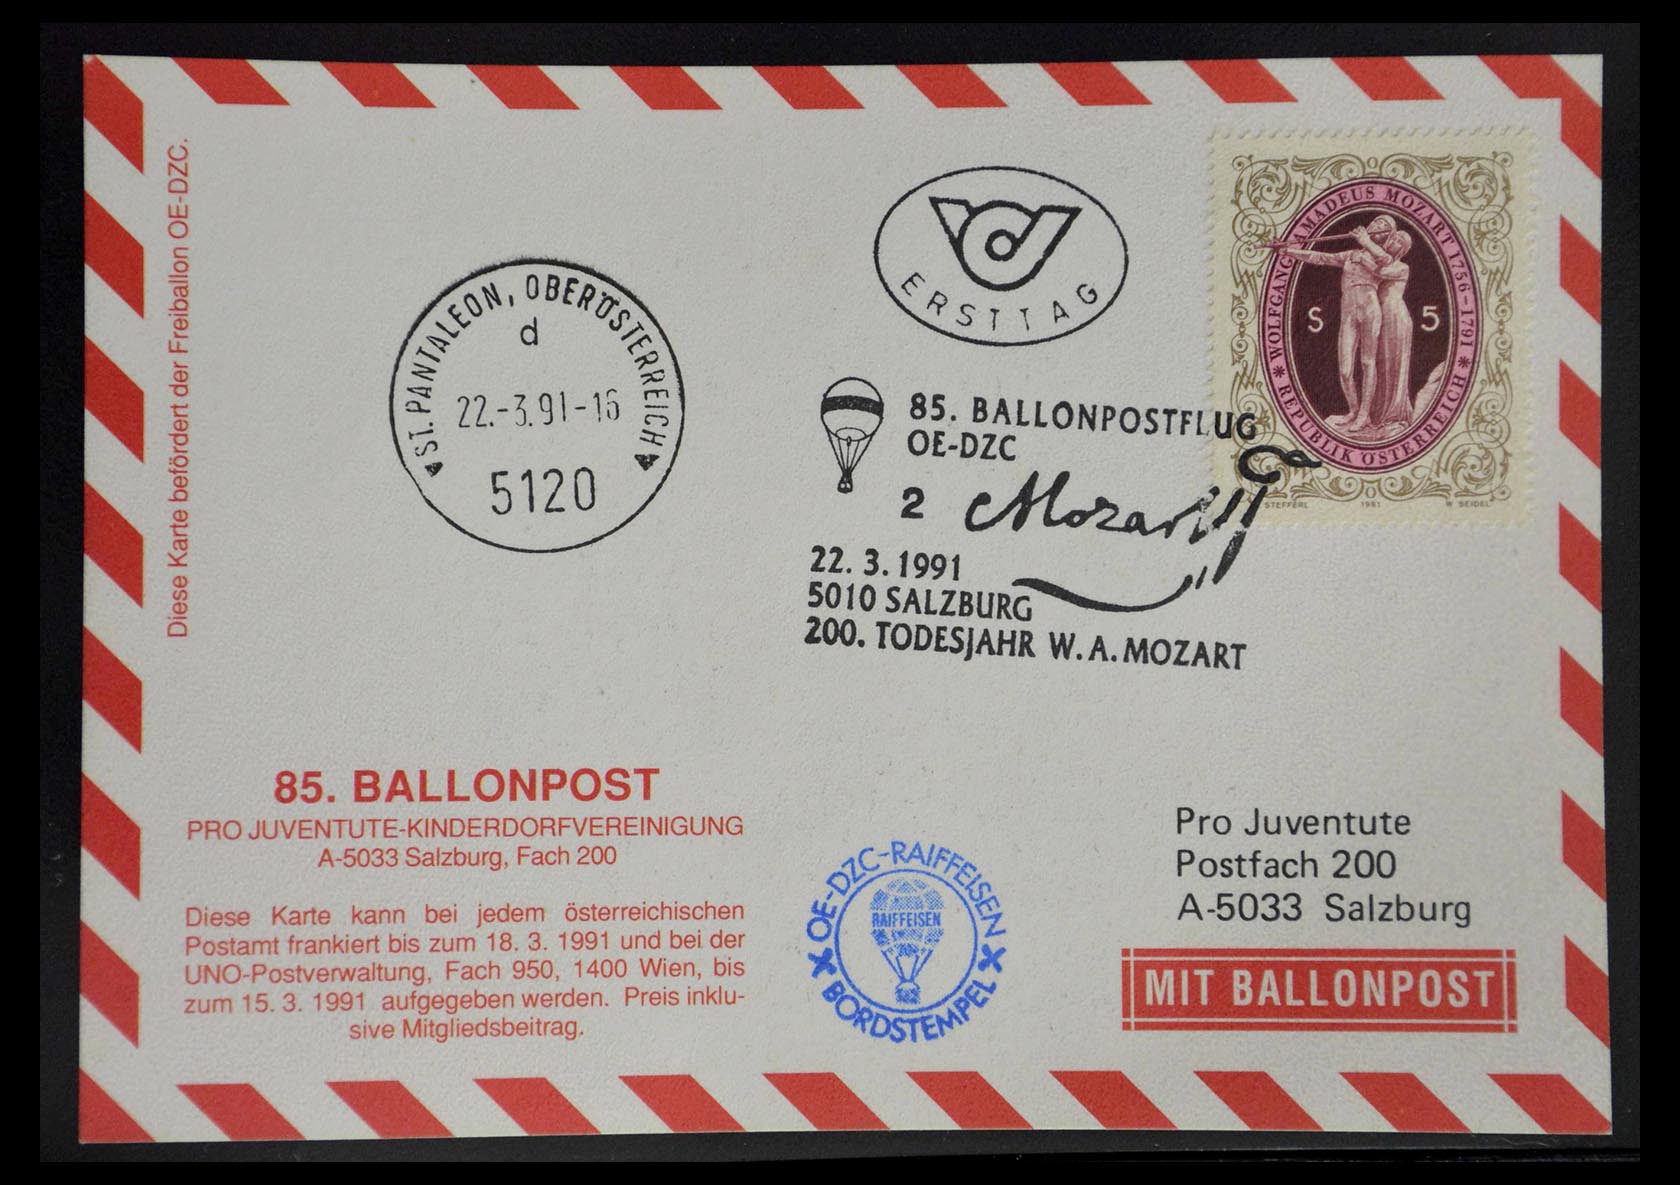 Diese Karte befördert der Freiballon OE-DZC.
ST. PANTALEON, OBERÖSTERREICH
d
22.-3.91-16
5120
ERSTTAG
WOLFGANG AMADEUS MOZART 1756-1791
S 5
REPUBLIK ÖSTERREICH
STEFFERL 1991 W. SEIDEL
85. BALLONPOSTFLUG
OE-DZC
2 Mozart
22. 3. 1991
5010 SALZBURG
200. TODESJAHR W. A. MOZART
85. BALLONPOST
PRO JUVENTUTE-KINDERDORFVEREINIGUNG
A-5033 Salzburg, Fach 200
Diese Karte kann bei jedem österreichischen
Postamt frankiert bis zum 18. 3. 1991 und bei der
UNO-Postverwaltung, Fach 950, 1400 Wien, bis
zum 15. 3. 1991 aufgegeben werden. Preis inklu-
sive Mitgliedsbeitrag.
OE-DZC-RAIFFEISEN
RAIFFEISEN
BORDSTEMPEL
Pro Juventute
Postfach 200
A-5033 Salzburg
MIT BALLONPOST